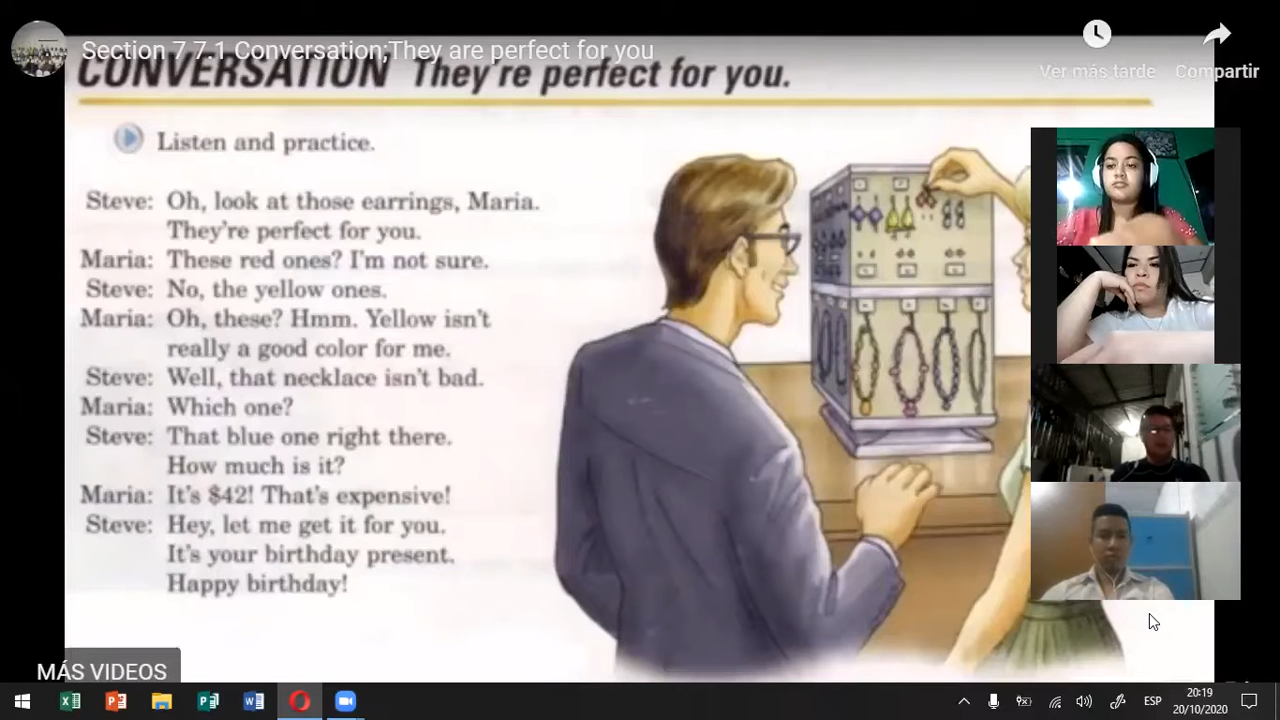 Section 7 7.1 Conversation;They are perfect for you
Ver más tarde
Compartir
CONVERSATION They're perfect for you.
Listen and practice.
Steve: Oh, look at those earrings, Maria.
They're perfect for you.
Maria: These red ones? I'm not sure.
Steve: No, the yellow ones.
Maria: Oh, these? Hmm. Yellow isn't
really a good color for me.
Steve: Well, that necklace isn't bad.
Maria: Which one?
Steve: That blue one right there.
How much is it?
Maria: It's $42! That's expensive!
Steve: Hey, let me get it for you.
It's your birthday present.
Happy birthday!
MÁS VIDEOS
ESP
20:19
20/10/2020